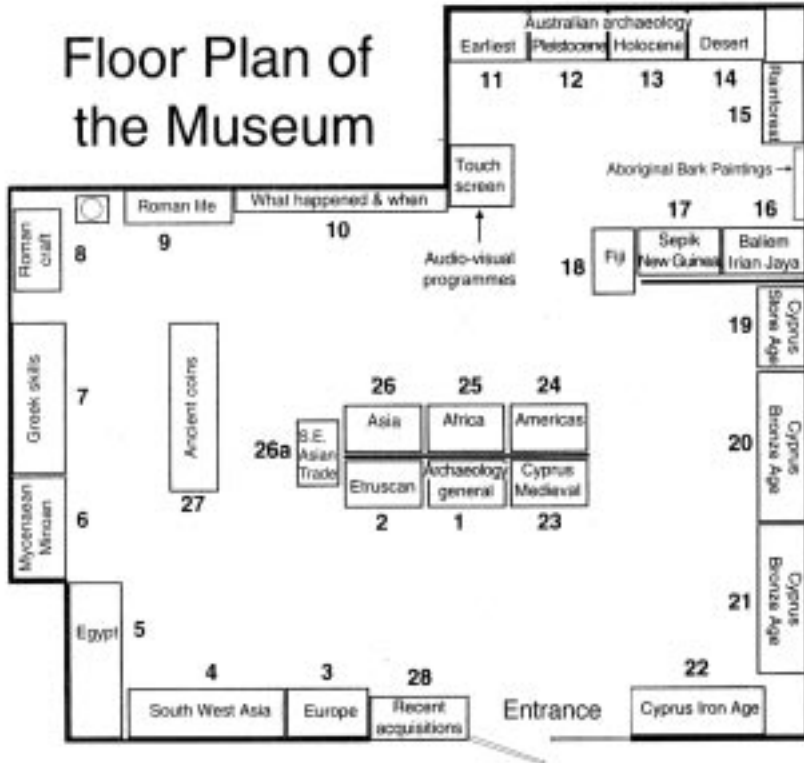 Floor Plan of
the Museum
Australian archaeology
Earliest
Pleistocene
Holocene
Desert
11
12
13
14
15
Rainforest
Touch
screen
Aboriginal Bark Paintings
Audio-visual
programmes
Roman
craft
8
Roman life
9
What happened & when
10
18
Fiji
17
Sepik
New Guinea
16
Baliem
Irian Jaya
19
Cyprus
Stone Age
Greek skills
7
Ancient coins
27
26
25
24
Asia
Africa
Americas
26a
S.E.
Asian
Trade
Etruscan
Archaeology
general
Cyprus
Medieval
2
1
23
20
Cyprus
Bronze Age
Mycenaean
Minoan
6
21
Cyprus
Bronze Age
Egypt
5
4
South West Asia
3
Europe
28
Recent
acquisitions
Entrance
22
Cyprus Iron Age